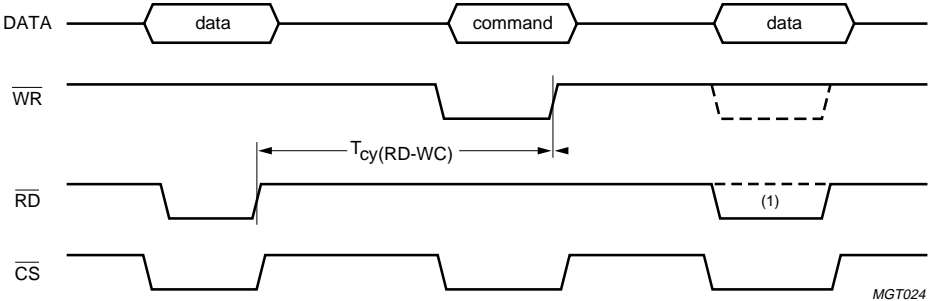 DATA data command data
WR
Tcy(RD-WC)
RD (1)
CS
MGT024